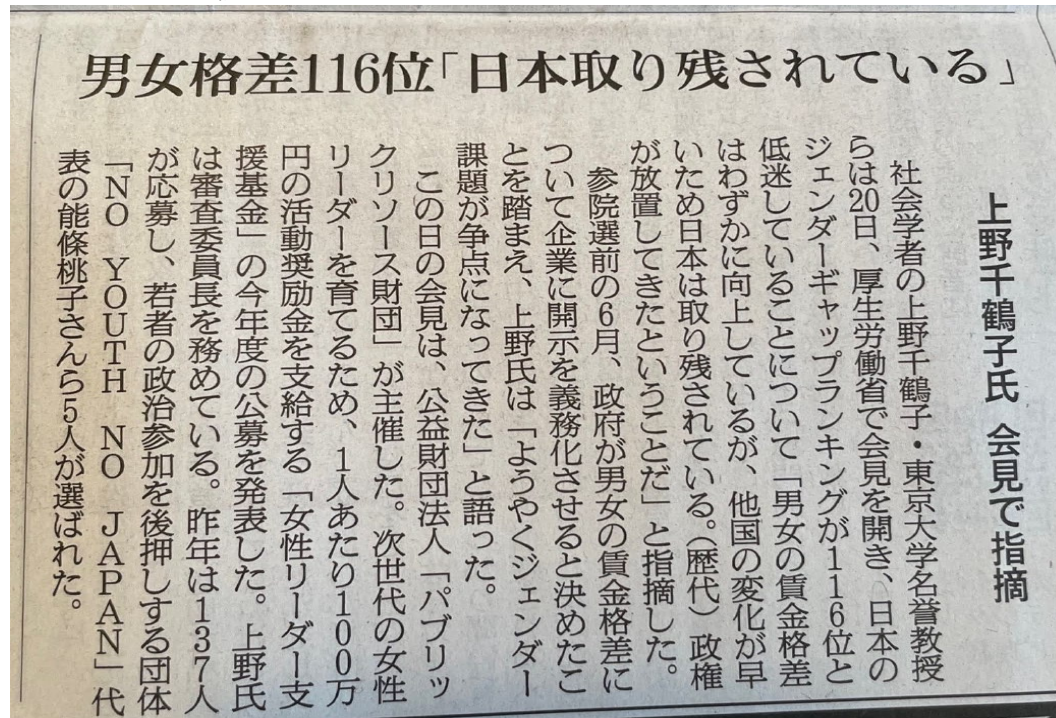 男女格差116位「日本取り残されている」
上野千鶴子氏 会見で指摘
社会学者の上野千鶴子・東京大学名誉教授
らは20日、厚生労働省で会見を開き、日本の
ジェンダーギャップランキングが116位と
低迷していることについて「男女の賃金格差
はわずかに向上しているが、他国の変化が早
いため日本は取り残されている。(歴代)政権
が放置してきたということだ」と指摘した。
参院選前の6月、政府が男女の賃金格差に
ついて企業に開示を義務化させると決めたこ
とを踏まえ、上野氏は「ようやくジェンダー
課題が争点になってきた」と語った。
この日の会見は、公益財団法人「パブリッ
クリソース財団」が主催した。次世代の女性
リーダーを育てるため、1人あたり100万
円の活動奨励金を支給する「女性リーダー支
援基金」の今年度の公募を発表した。上野氏
は審査委員長を務めている。昨年は137人
が応募し、若者の政治参加を後押しする団体
「NO YOUTH NO JAPAN」代
表の能條桃子さんら5人が選ばれた。